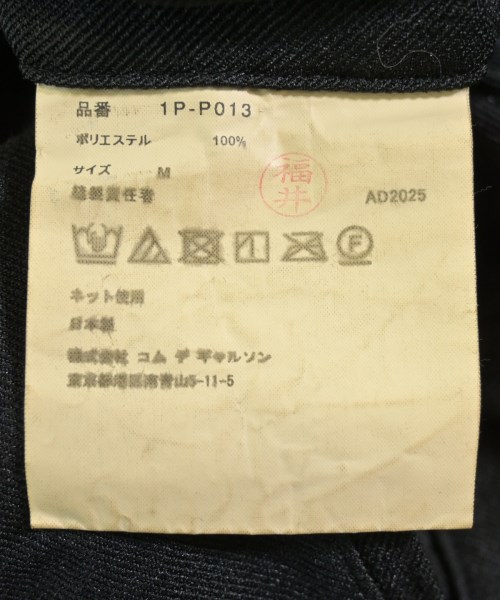 品番 1P-P013
ポリエステル 100%
サイズ M
福井
縫製責任者 AD2025
F
ネット使用
日本製
株式会社 コム デ ギャルソン
東京都港区南青山5-11-5